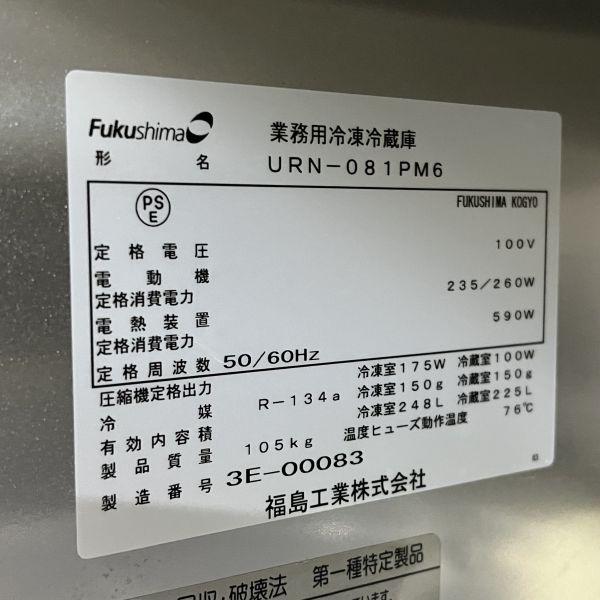 Fukushima
業務用冷凍冷蔵庫
形名 URN-081PM6
PS E
FUKUSHIMA KOGYO
定格電圧 100V
電動機定格消費電力 235/260W
電熱装置定格消費電力 590W
定格周波数 50/60Hz
圧縮機定格出力 冷凍室175W 冷蔵室100W
冷媒 R-134a 冷凍室150g 冷蔵室150g
有効内容積 冷凍室248L 冷蔵室225L
製品質量 105kg 温度ヒューズ動作温度 76℃
製造番号 3E-00083
福島工業株式会社
03
回収・破壊法 第一種特定製品
ています。